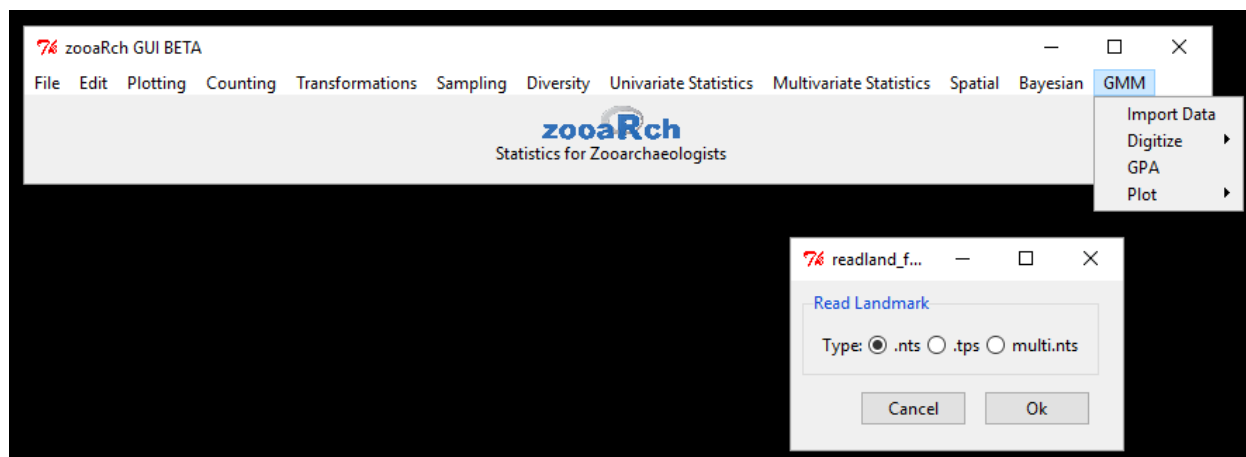 zooaRch GUI BETA
File Edit Plotting Counting Transformations Sampling Diversity Univariate Statistics Multivariate Statistics Spatial Bayesian GMM
zooaRch
Statistics for Zooarchaeologists
Import Data
Digitize
GPA
Plot
readland_f...
Read Landmark
Type: .nts .tps multi.nts
Cancel Ok